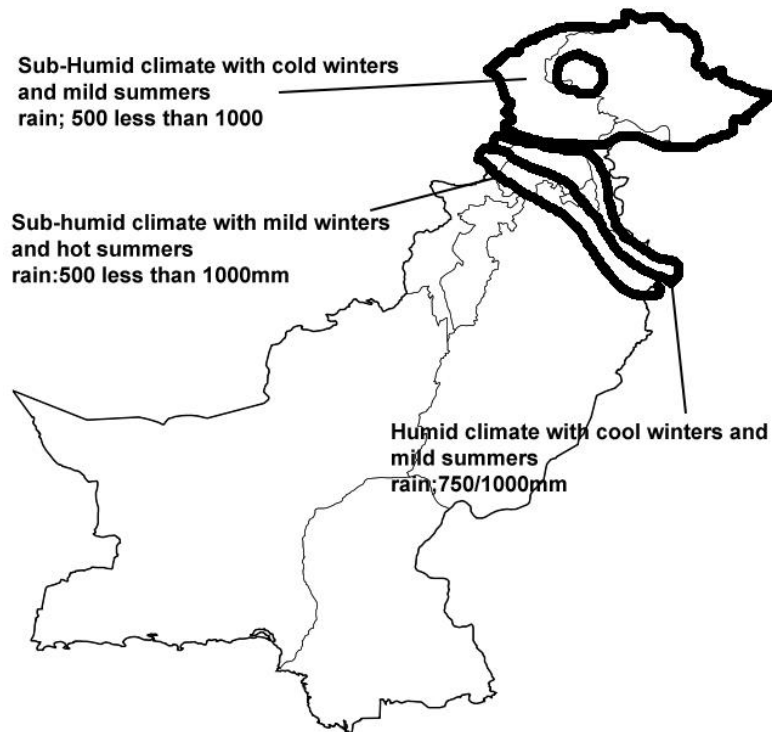 Sub-Humid climate with cold winters
and mild summers
rain; 500 less than 1000
Sub-humid climate with mild winters
and hot summers
rain:500 less than 1000mm
Humid climate with cool winters and
mild summers
rain;750/1000mm